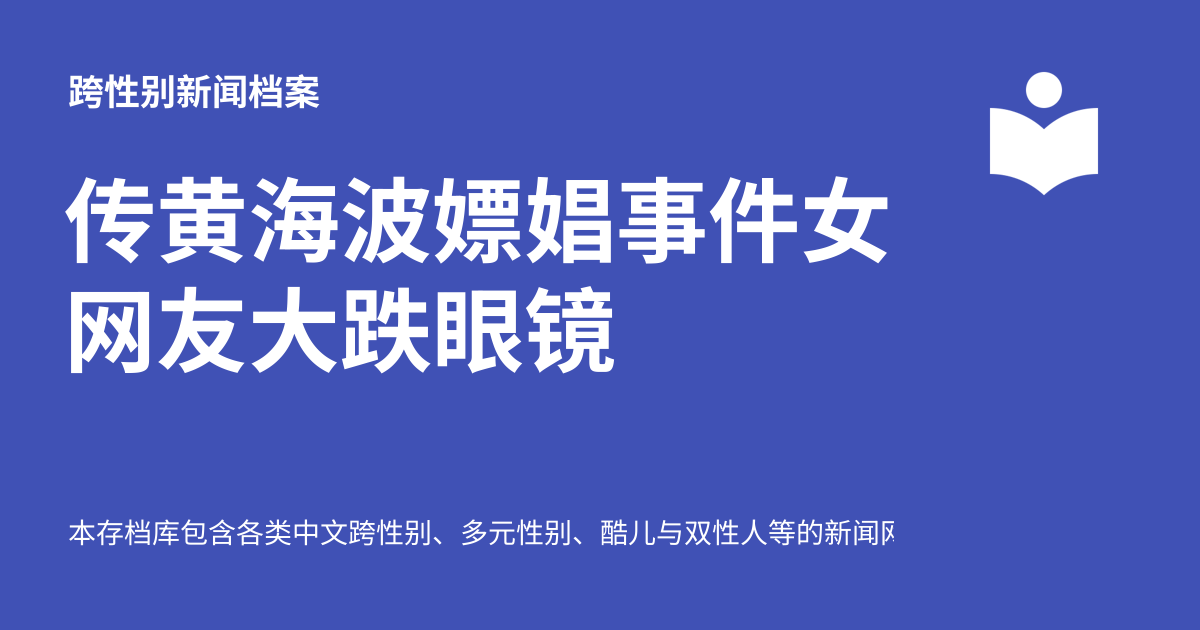 跨性别新闻档案
传黄海波嫖娼事件女
网友大跌眼镜
本存档库包含各类中文跨性别、多元性别、酷儿与双性人等的新闻网